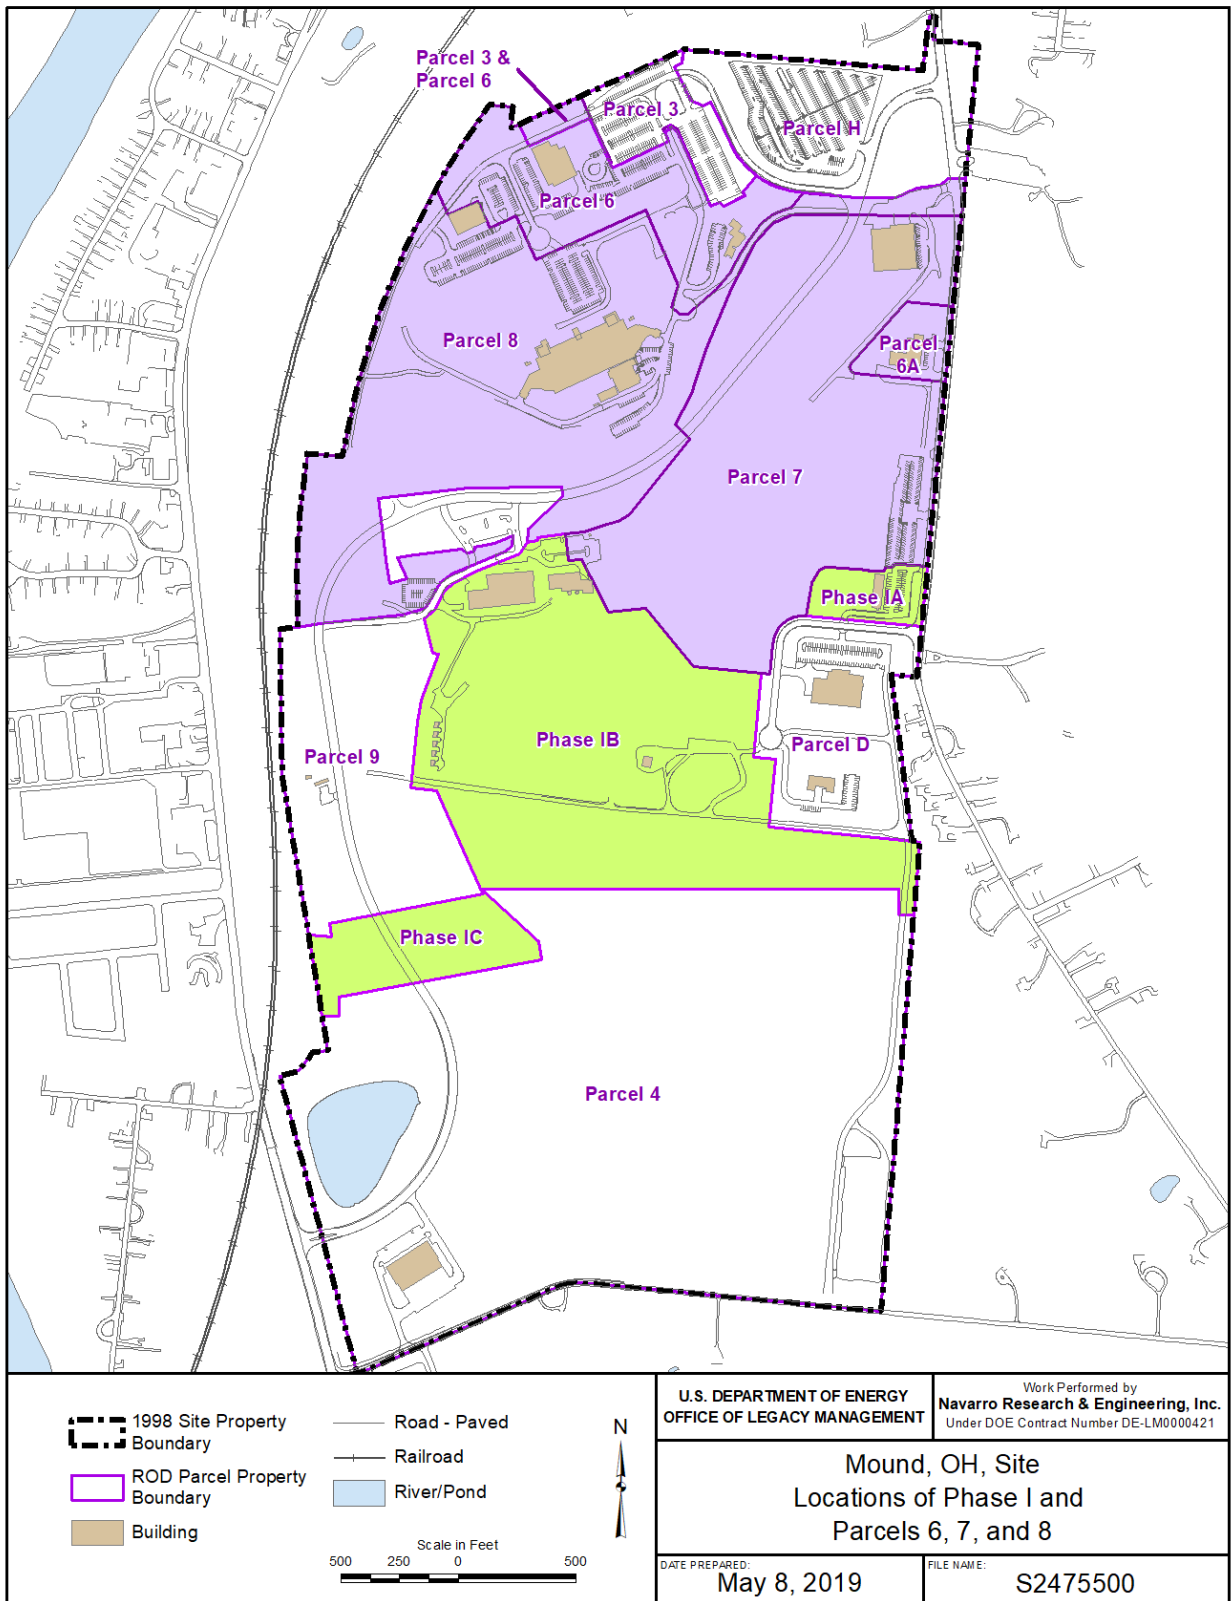 Parcel 3 &
Parcel 6
Parcel 3
Parcel H
Parcel 6
Parcel 8
Parcel
6A
Parcel 7
Phase IA
Phase IB
Parcel D
Parcel 9
Phase IC
Parcel 4
1998 Site Property
Boundary
ROD Parcel Property
Boundary
Building
Road - Paved
Railroad
River/Pond
N
Scale in Feet
500 250 0 500
U.S. DEPARTMENT OF ENERGY
OFFICE OF LEGACY MANAGEMENT
Work Performed by
Navarro Research & Engineering, Inc.
Under DOE Contract Number DE-LM0000421
Mound, OH, Site
Locations of Phase I and
Parcels 6, 7, and 8
DATE PREPARED:
May 8, 2019
FILE NAME:
S2475500